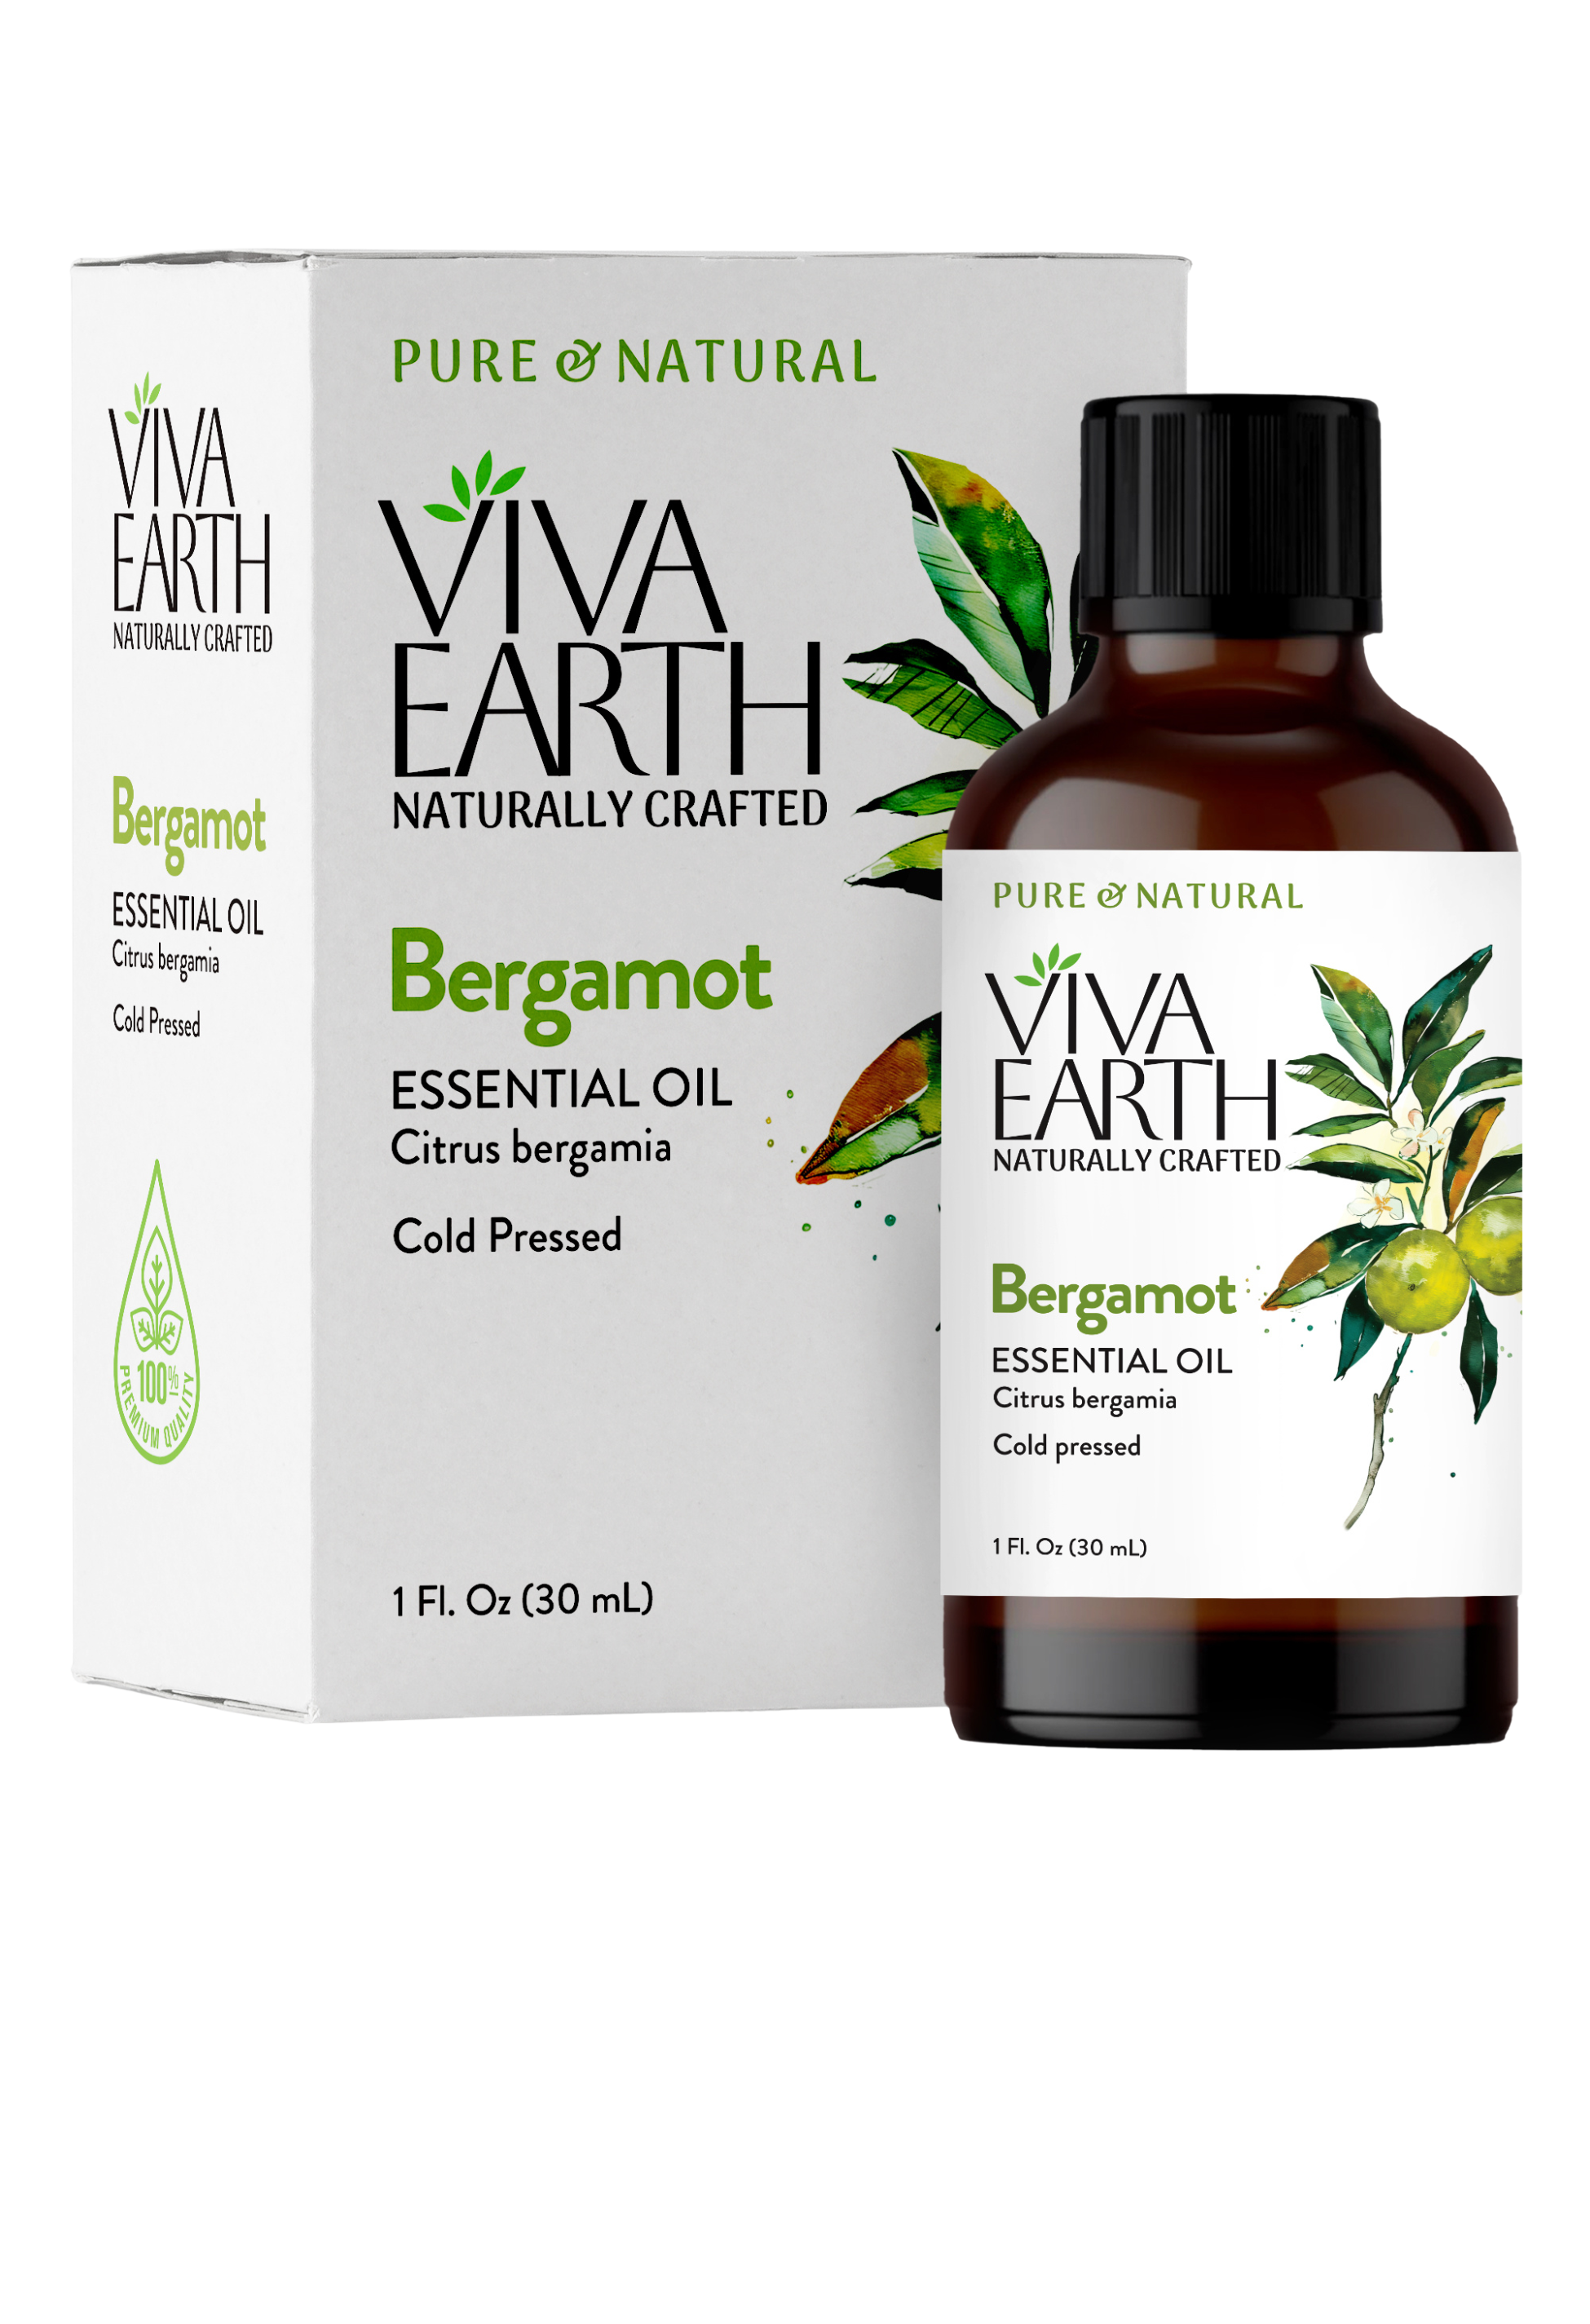 VIVA
EARTH
NATURALLY CRAFTED
Bergamot
ESSENTIAL OIL
Citrus bergamia
Cold Pressed
100%
PREMIUM QUALITY
PURE & NATURAL
VIVA
EARTH
NATURALLY CRAFTED
Bergamot
ESSENTIAL OIL
Citrus bergamia
Cold Pressed
1 Fl. Oz (30 mL)
PURE & NATURAL
VIVA
EARTH
NATURALLY CRAFTED
Bergamot
ESSENTIAL OIL
Citrus bergamia
Cold pressed
1 Fl. Oz (30 mL)